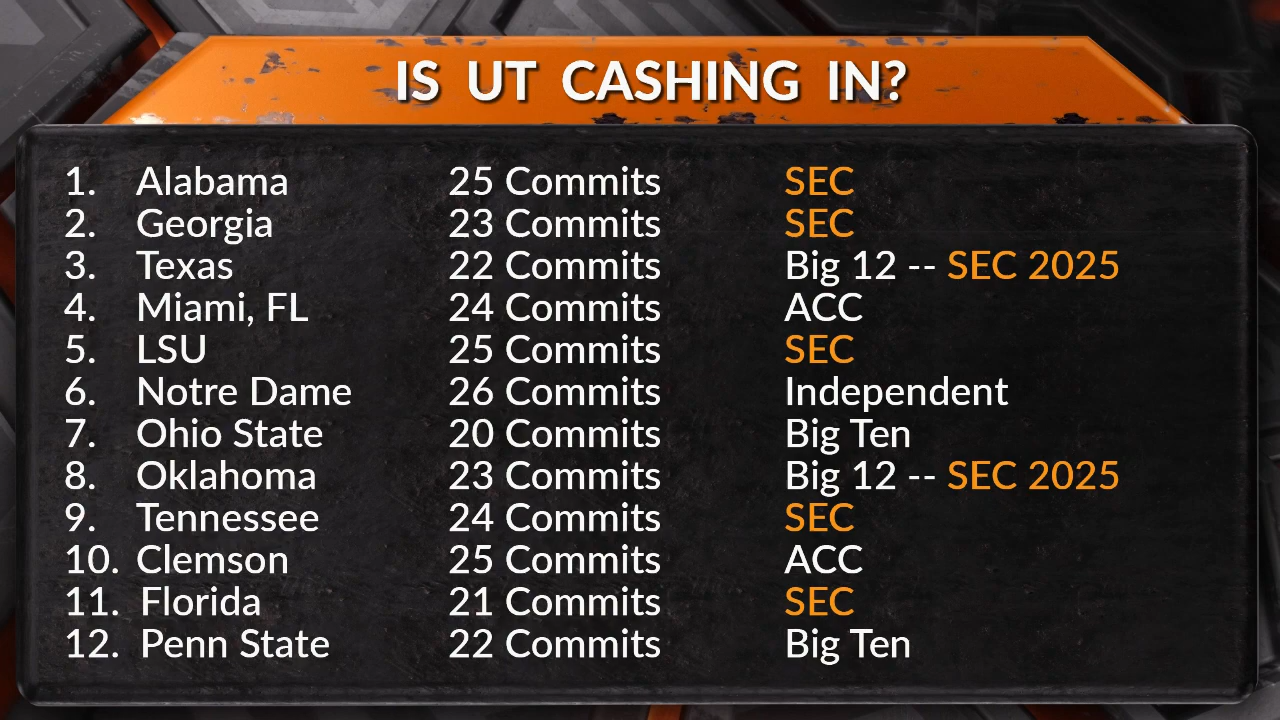 IS UT CASHING IN?
1. Alabama 25 Commits SEC
2. Georgia 23 Commits SEC
3. Texas 22 Commits Big 12 -- SEC 2025
4. Miami, FL 24 Commits ACC
5. LSU 25 Commits SEC
6. Notre Dame 26 Commits Independent
7. Ohio State 20 Commits Big Ten
8. Oklahoma 23 Commits Big 12 -- SEC 2025
9. Tennessee 24 Commits SEC
10. Clemson 25 Commits ACC
11. Florida 21 Commits SEC
12. Penn State 22 Commits Big Ten